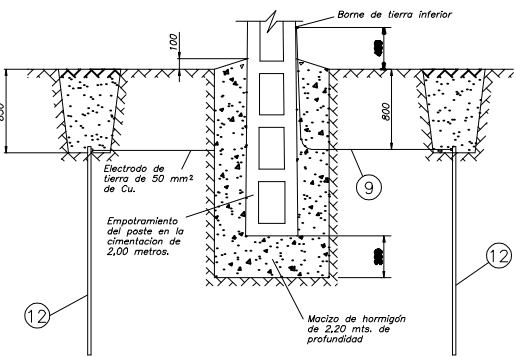 Borne de tierra inferior
100
800
Electrodo de
tierra de 50 mm²
de Cu.
9
Empotramiento
del poste en la
cimentacion de
2,00 metros.
12
12
Macizo de hormigón
de 2,20 mts. de
profundidad